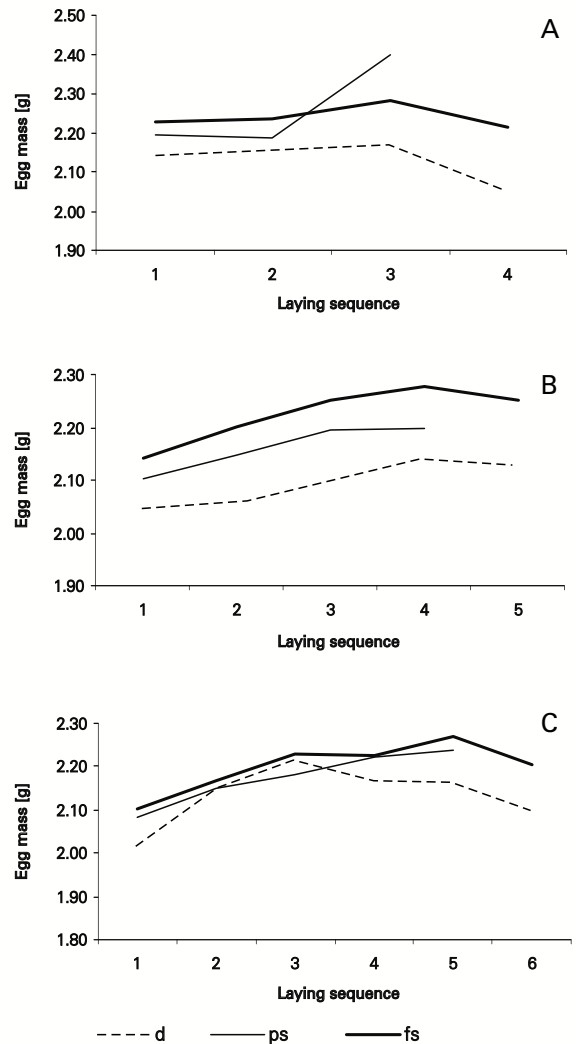 A
2.50
2.40
2.30
2.20
2.10
2.00
1.90
Egg mass [g]
1 2 3 4
Laying sequence
B
2.30
2.20
2.10
2.00
1.90
Egg mass [g]
1 2 3 4 5
Laying sequence
C
2.30
2.20
2.10
2.00
1.90
1.80
Egg mass [g]
1 2 3 4 5 6
Laying sequence
d ps fs